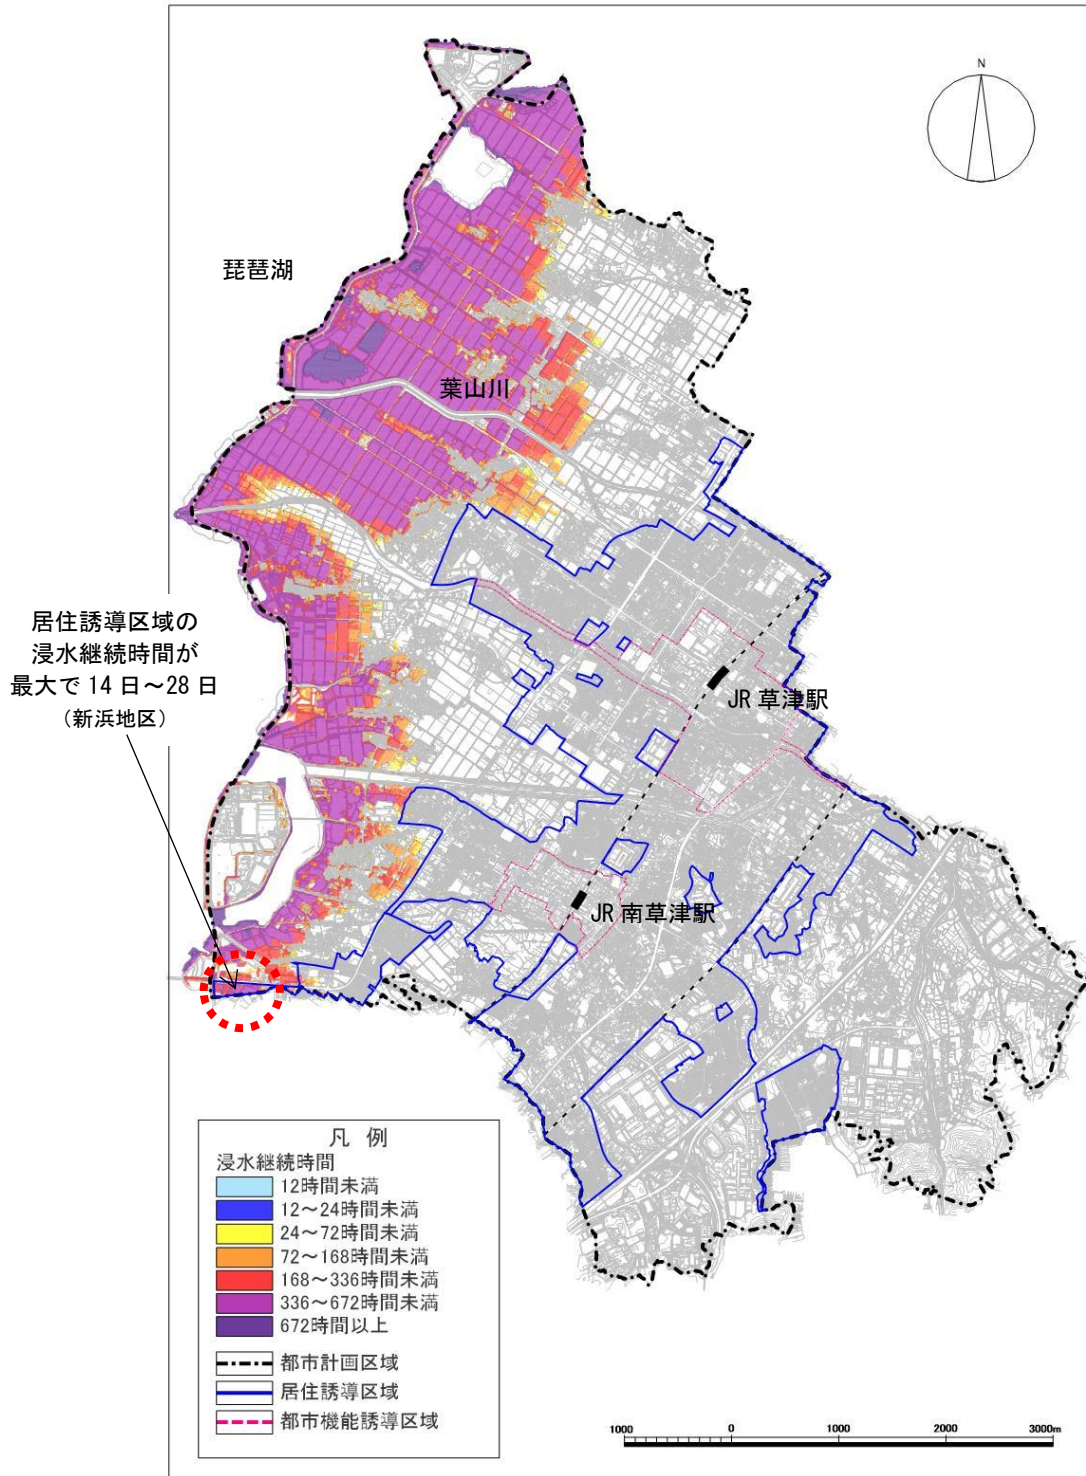 N
琵琶湖
葉山川
居住誘導区域の
浸水継続時間が
最大で 14 日～28 日
（新浜地区）
JR 草津駅
JR 南草津駅
凡 例
浸水継続時間
12時間未満
12～24時間未満
24～72時間未満
72～168時間未満
168～336時間未満
336～672時間未満
672時間以上
都市計画区域
居住誘導区域
都市機能誘導区域
1000 0 1000 2000 3000m